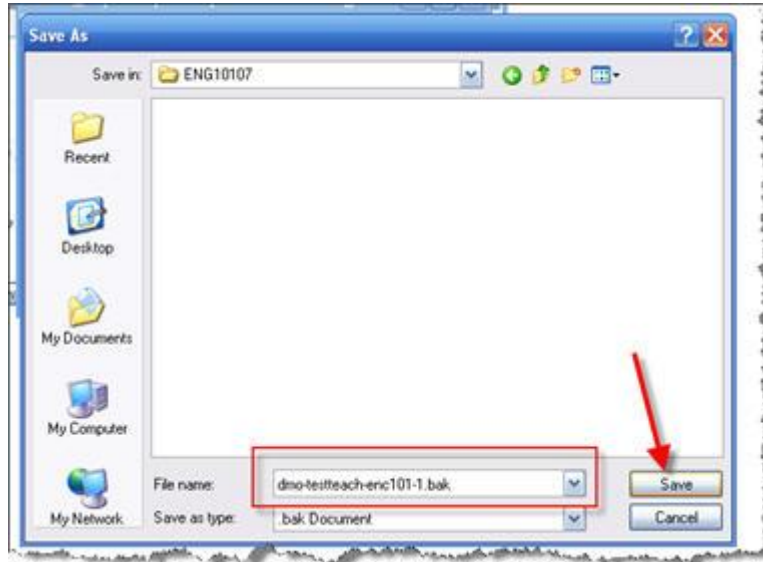 Save As
Save in: ENG10107
Recent
Desktop
My Documents
My Computer
My Network
File name: dmo-testteach-enc101-1.bak Save
Save as type: .bak Document Cancel